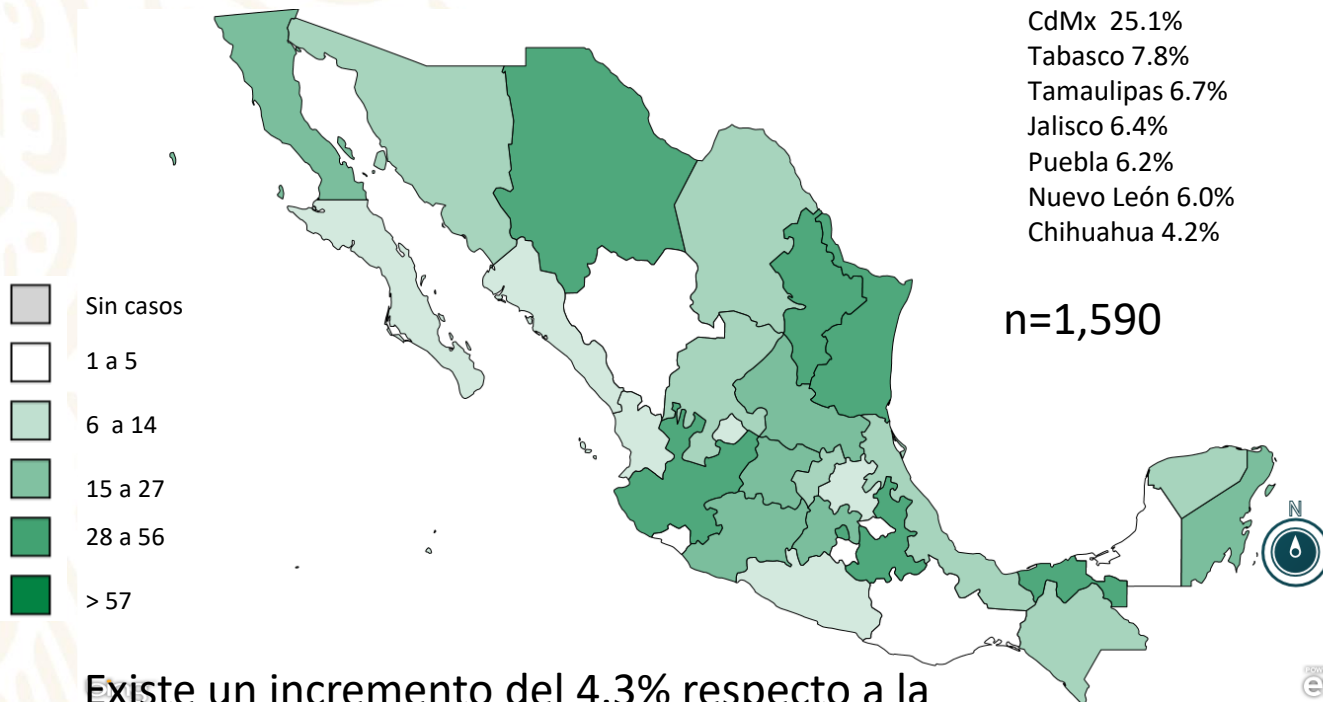 CdMx 25.1%
Tabasco 7.8%
Tamaulipas 6.7%
Jalisco 6.4%
Puebla 6.2%
Nuevo León 6.0%
Chihuahua 4.2%
n=1,590
Sin casos
1 a 5
6 a 14
15 a 27
28 a 56
> 57
N
Existe un incremento del 4.3% respecto a la